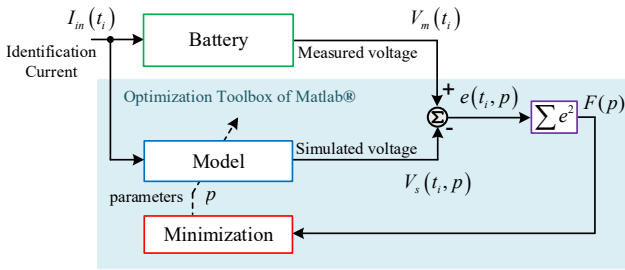 I_in(t_i)
Identification
Current
Battery
Measured voltage
V_m(t_i)
Optimization Toolbox of Matlab®
+
Σ
-
e(t_i, p)
∑e²
F(p)
Model
Simulated voltage
V_s(t_i, p)
parameters p
Minimization